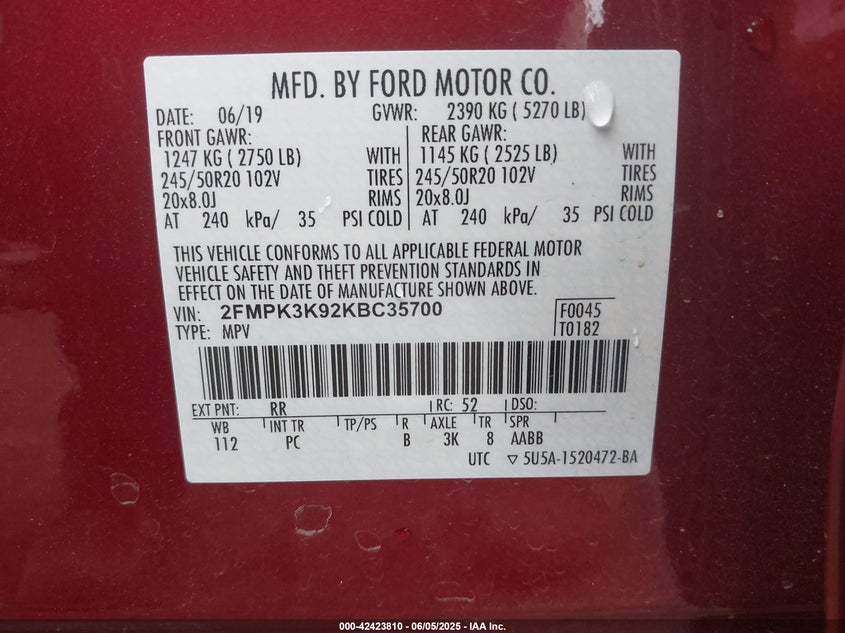 MFD. BY FORD MOTOR CO.
DATE: 06/19 GVWR: 2390 KG ( 5270 LB)
FRONT GAWR: REAR GAWR:
1247 KG ( 2750 LB) WITH 1145 KG ( 2525 LB) WITH
245/50R20 102V TIRES 245/50R20 102V TIRES
20x8.0J RIMS 20x8.0J RIMS
AT 240 kPa/ 35 PSI COLD AT 240 kPa/ 35 PSI COLD
THIS VEHICLE CONFORMS TO ALL APPLICABLE FEDERAL MOTOR
VEHICLE SAFETY AND THEFT PREVENTION STANDARDS IN
EFFECT ON THE DATE OF MANUFACTURE SHOWN ABOVE.
VIN: 2FMPK3K92KBC35700 F0045
TYPE: MPV T0182
EXT PNT: RR RC: 52 DSO:
WB INT TR TP/PS R AXLE TR SPR
112 PC B 3K 8 AABB
UTC ▽ 5U5A-1520472-BA
000-42423810 - 06/05/2025 - IAA Inc.